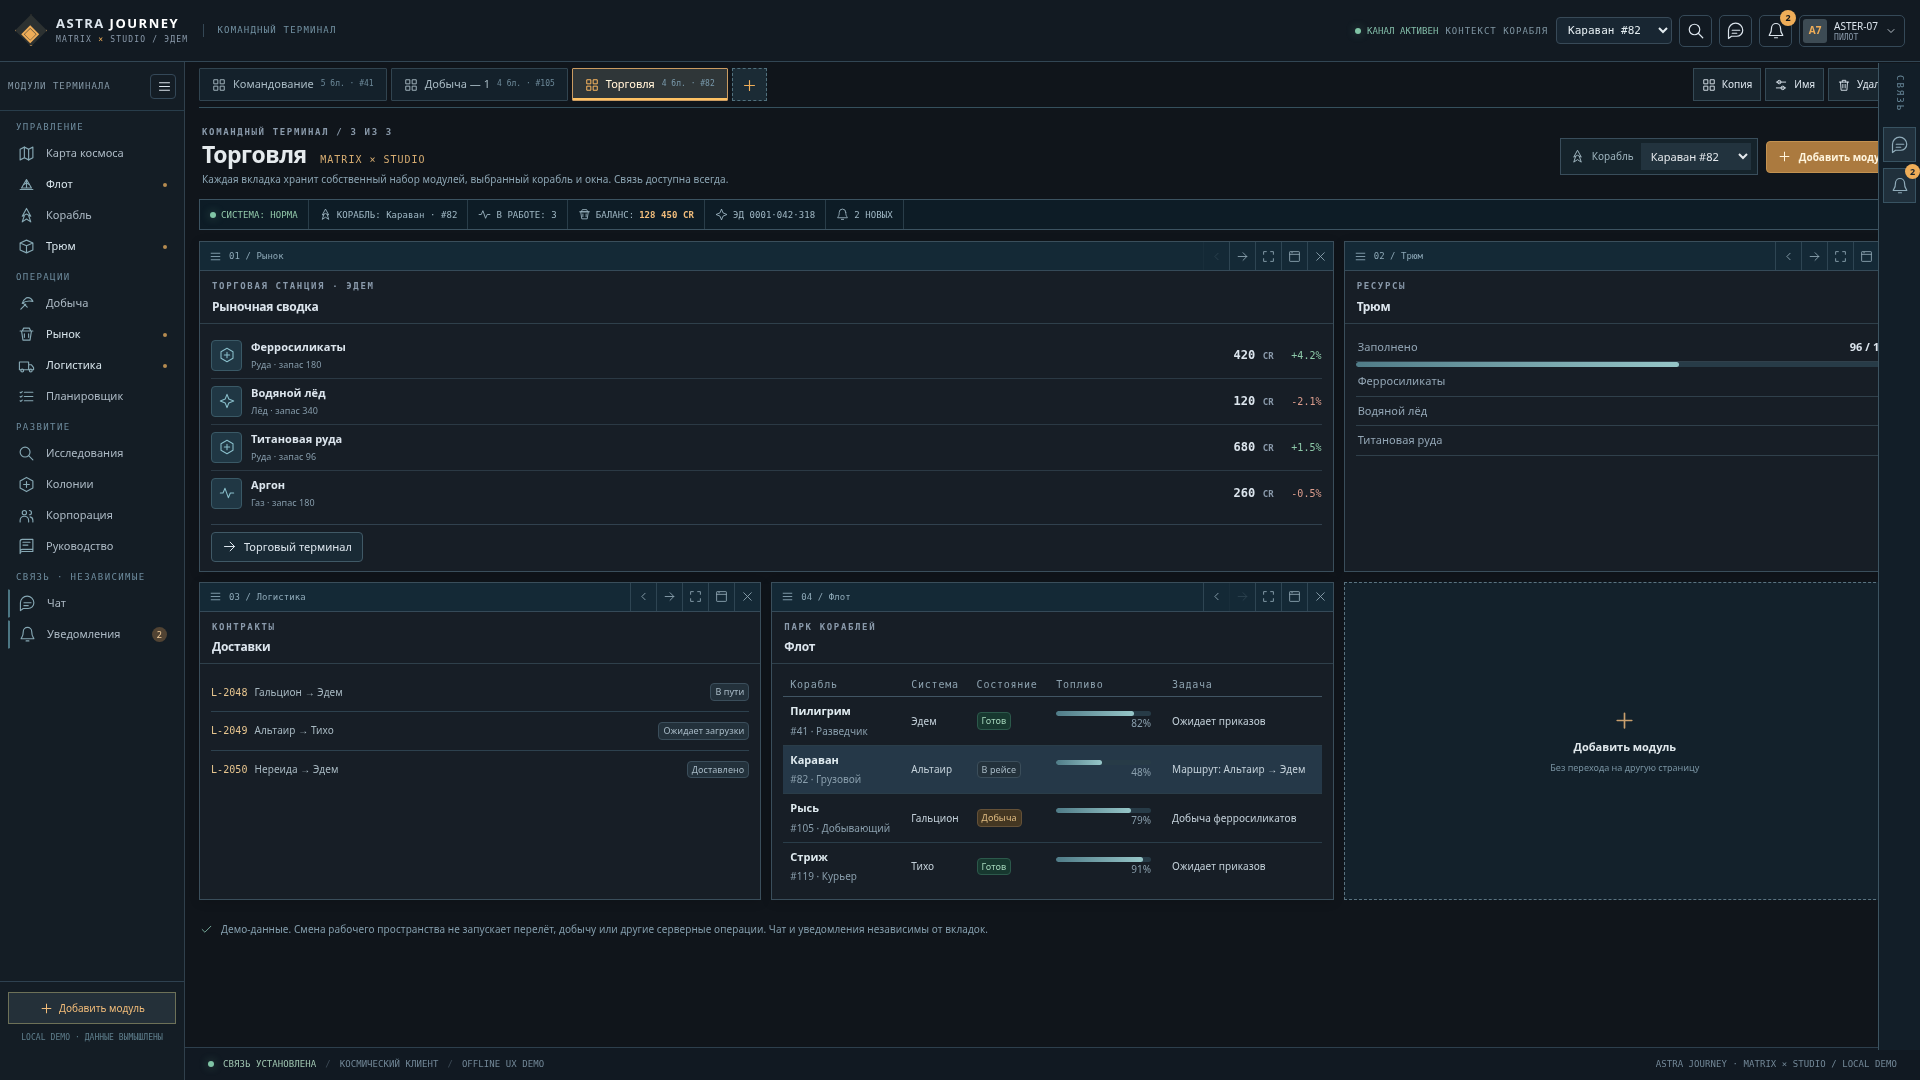 ASTRA JOURNEY
MATRIX × STUDIO / ЭДЕМ
КОМАНДНЫЙ ТЕРМИНАЛ
КАНАЛ АКТИВЕН
КОНТЕКСТ КОРАБЛЯ
Караван #82
2
A7
ASTER-07
ПИЛОТ
МОДУЛИ ТЕРМИНАЛА
УПРАВЛЕНИЕ
Карта космоса
Флот
Корабль
Трюм
ОПЕРАЦИИ
Добыча
Рынок
Логистика
Планировщик
РАЗВИТИЕ
Исследования
Колонии
Корпорация
Руководство
СВЯЗЬ · НЕЗАВИСИМЫЕ
Чат
Уведомления 2
Добавить модуль
LOCAL DEMO · ДАННЫЕ ВЫМЫШЛЕНЫ
Командование 5 бл. · #41
Добыча — 1 4 бл. · #105
Торговля 4 бл. · #82
Копия
Имя
Удал
СВЯЗЬ
2
КОМАНДНЫЙ ТЕРМИНАЛ / 3 ИЗ 3
Торговля MATRIX × STUDIO
Каждая вкладка хранит собственный набор модулей, выбранный корабль и окна. Связь доступна всегда.
Корабль Караван #82
Добавить моду
СИСТЕМА: НОРМА
КОРАБЛЬ: Караван · #82
В РАБОТЕ: 3
БАЛАНС: 128 450 CR
ЭД 0001·042·318
2 НОВЫХ
01 / Рынок
ТОРГОВАЯ СТАНЦИЯ · ЭДЕМ
Рыночная сводка
Ферросиликаты
Руда · запас 180
420 CR +4.2%
Водяной лёд
Лёд · запас 340
120 CR -2.1%
Титановая руда
Руда · запас 96
680 CR +1.5%
Аргон
Газ · запас 180
260 CR -0.5%
Торговый терминал
02 / Трюм
РЕСУРСЫ
Трюм
Заполнено 96 / 1
Ферросиликаты
Водяной лёд
Титановая руда
03 / Логистика
КОНТРАКТЫ
Доставки
L-2048 Гальцион → Эдем В пути
L-2049 Альтаир → Тихо Ожидает загрузки
L-2050 Нереида → Эдем Доставлено
04 / Флот
ПАРК КОРАБЛЕЙ
Флот
Корабль Система Состояние Топливо Задача
Пилигрим
#41 · Разведчик
Эдем Готов 82% Ожидает приказов
Караван
#82 · Грузовой
Альтаир В рейсе 48% Маршрут: Альтаир → Эдем
Рысь
#105 · Добывающий
Гальцион Добыча 79% Добыча ферросиликатов
Стриж
#119 · Курьер
Тихо Готов 91% Ожидает приказов
Добавить модуль
Без перехода на другую страницу
Демо-данные. Смена рабочего пространства не запускает перелёт, добычу или другие серверные операции. Чат и уведомления независимы от вкладок.
СВЯЗЬ УСТАНОВЛЕНА / КОСМИЧЕСКИЙ КЛИЕНТ / OFFLINE UX DEMO
ASTRA JOURNEY · MATRIX × STUDIO / LOCAL DEMO